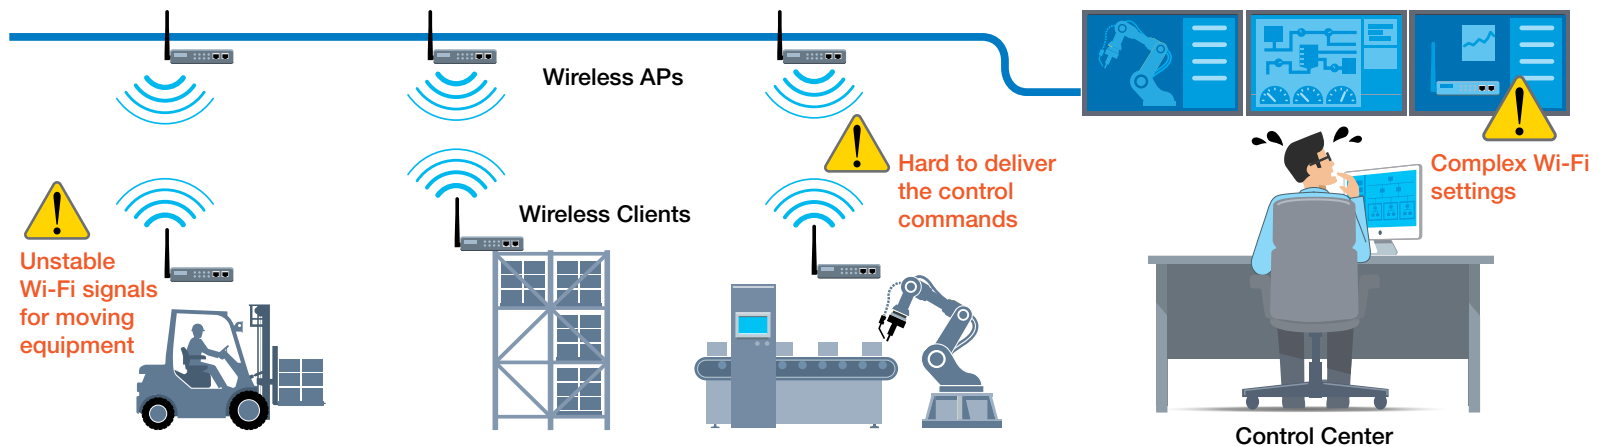 Wireless APs
Wireless Clients
Unstable
Wi-Fi signals
for moving
equipment
Hard to deliver
the control
commands
Complex Wi-Fi
settings
Control Center